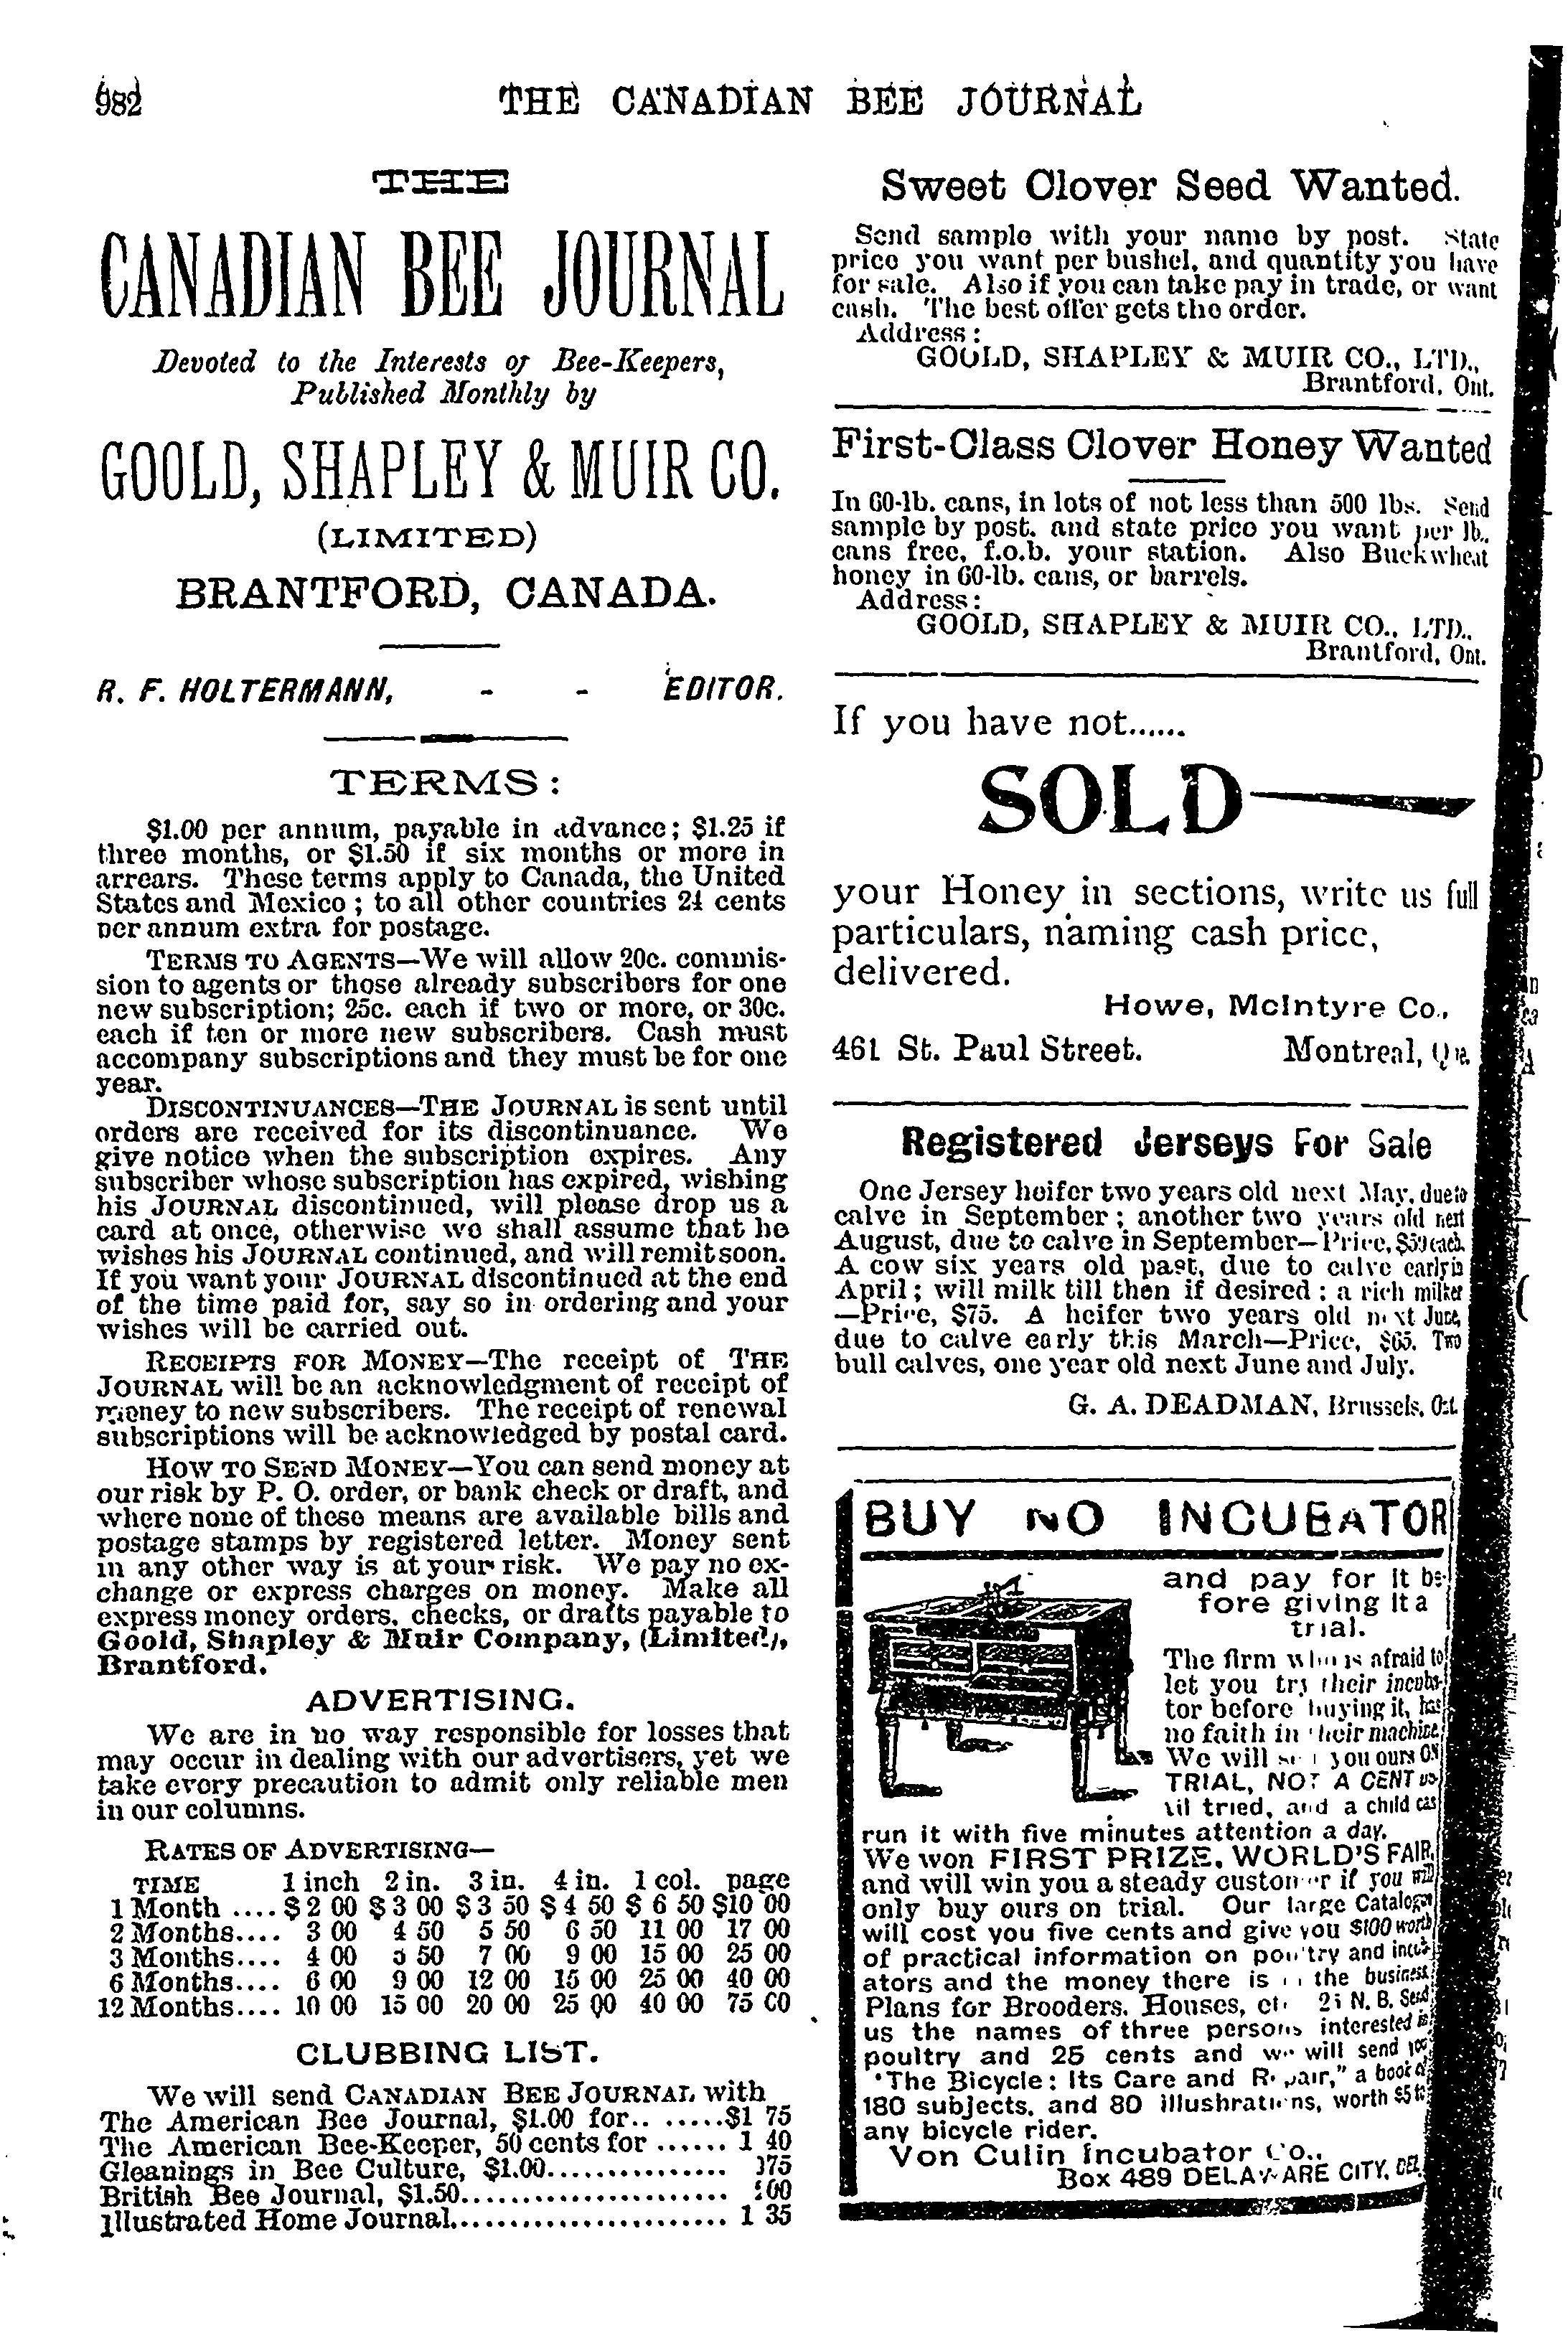 982 THE CANADIAN BEE JOURNAL
THE
CANADIAN BEE JOURNAL
Devoted to the Interests of Bee-Keepers,
Published Monthly by
GOOLD, SHAPLEY & MUIR CO.
(LIMITED)
BRANTFORD, CANADA.
R. F. HOLTERMANN, - - EDITOR.
TERMS:
$1.00 per annum, payable in advance; $1.25 if
three months, or $1.50 if six months or more in
arrears. These terms apply to Canada, the United
States and Mexico; to all other countries 24 cents
per annum extra for postage.
TERMS TO AGENTS—We will allow 20c. commis-
sion to agents or those already subscribers for one
new subscription; 25c. each if two or more, or 30c.
each if ten or more new subscribers. Cash must
accompany subscriptions and they must be for one
year.
DISCONTINUANCES—THE JOURNAL is sent until
orders are received for its discontinuance. We
give notice when the subscription expires. Any
subscriber whose subscription has expired, wishing
his JOURNAL discontinued, will please drop us a
card at once, otherwise we shall assume that he
wishes his JOURNAL continued, and will remit soon.
If you want your JOURNAL discontinued at the end
of the time paid for, say so in ordering and your
wishes will be carried out.
RECEIPTS FOR MONEY—The receipt of THE
JOURNAL will be an acknowledgment of receipt of
money to new subscribers. The receipt of renewal
subscriptions will be acknowledged by postal card.
HOW TO SEND MONEY—You can send money at
our risk by P. O. order, or bank check or draft, and
where none of these means are available bills and
postage stamps by registered letter. Money sent
in any other way is at your risk. We pay no ex-
change or express charges on money. Make all
express money orders, checks, or drafts payable to
Goold, Shapley & Muir Company, (Limited),
Brantford.
ADVERTISING.
We are in no way responsible for losses that
may occur in dealing with our advertisers, yet we
take every precaution to admit only reliable men
in our columns.
RATES OF ADVERTISING—
TIME 1 inch 2 in. 3 in. 4 in. 1 col. page
1 Month .... $2 00 $3 00 $3 50 $4 50 $6 50 $10 00
2 Months.... 3 00 4 50 5 50 6 50 11 00 17 00
3 Months.... 4 00 5 50 7 00 9 00 15 00 25 00
6 Months.... 6 00 9 00 12 00 15 00 25 00 40 00
12 Months.... 10 00 15 00 20 00 25 00 40 00 75 00
CLUBBING LIST.
We will send CANADIAN BEE JOURNAL with
The American Bee Journal, $1.00 for.. .....$1 75
The American Bee-Keeper, 50 cents for ...... 1 40
Gleanings in Bee Culture, $1.00............... 175
British Bee Journal, $1.50.......................
Illustrated Home Journal....................... 1 35
Sweet Clover Seed Wanted.
Send sample with your name by post. State
price you want per bushel, and quantity you have
for sale. Also if you can take pay in trade, or want
cash. The best offer gets the order.
Address:
GOOLD, SHAPLEY & MUIR CO., LTD.,
Brantford, Ont.
First-Class Clover Honey Wanted
In 60-lb. cans, in lots of not less than 500 lbs. Send
sample by post, and state price you want per lb.,
cans free, f.o.b. your station. Also Buckwheat
honey in 60-lb. cans, or barrels.
Address:
GOOLD, SHAPLEY & MUIR CO., LTD.,
Brantford, Ont.
If you have not......
SOLD
your Honey in sections, write us full
particulars, naming cash price,
delivered.
Howe, McIntyre Co.,
461 St. Paul Street. Montreal, Que.
Registered Jerseys For Sale
One Jersey heifer two years old next May, due to
calve in September; another two years old next
August, due to calve in September—Price, $50 each.
A cow six years old past, due to calve early in
April; will milk till then if desired; a rich milker
—Price, $75. A heifer two years old next June,
due to calve early this March—Price, $65. Two
bull calves, one year old next June and July.
G. A. DEADMAN, Brussels, Ont.
BUY NO INCUBATOR
and pay for it be-
fore giving it a
trial.
The firm who is afraid to
let you try their incuba-
tor before buying it, has
no faith in their machine.
We will sell you ours ON
TRIAL, NOT A CENT un-
til tried, and a child can
run it with five minutes attention a day.
We won FIRST PRIZE, WORLD'S FAIR,
and will win you a steady customer if you will
only buy ours on trial. Our large Catalogue
will cost you five cents and give you $100 worth
of practical information on poultry and incub-
ators and the money there is in the business.
Plans for Brooders, Houses, etc. 25 N. B. Send
us the names of three persons interested in
poultry and 25 cents and we will send you
"The Bicycle: Its Care and Repair," a book of
180 subjects, and 80 illushrations, worth $5 to
any bicycle rider.
Von Culin Incubator Co.,
Box 489 DELAWARE CITY, DEL.